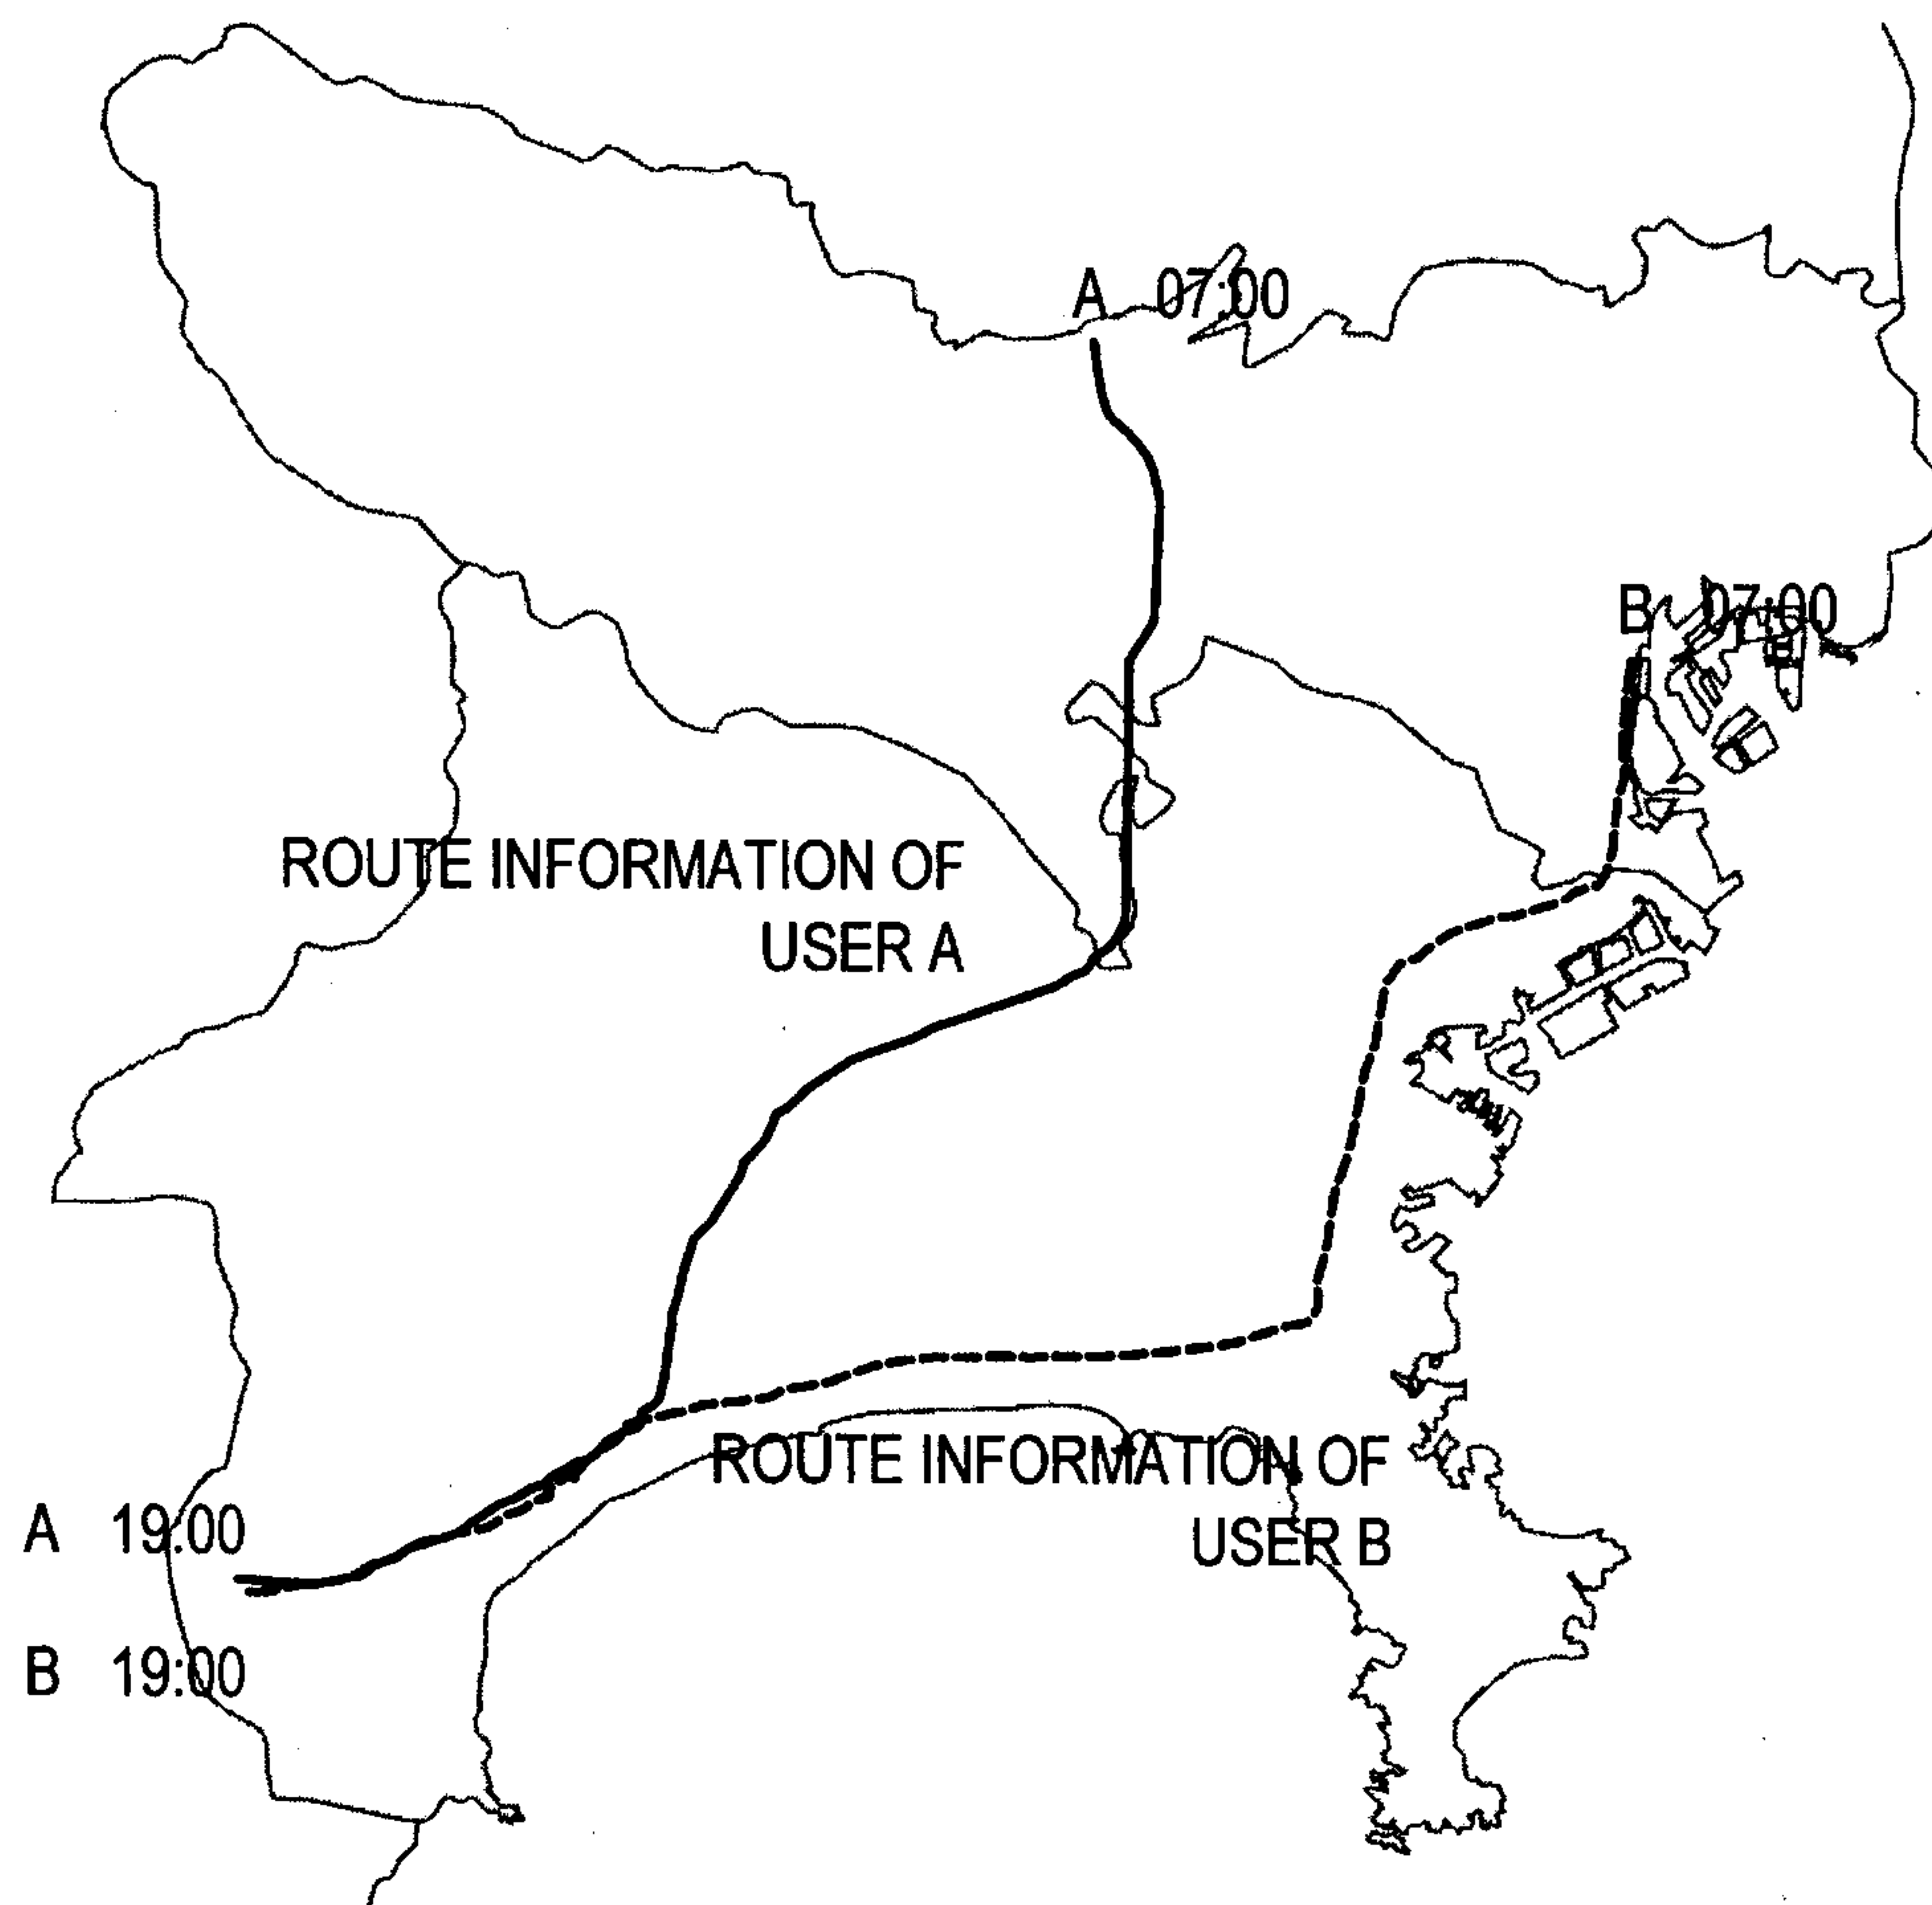 A 07:00
B 07:00
ROUTE INFORMATION OF
USER A
ROUTE INFORMATION OF
USER B
A 19:00
B 19:00